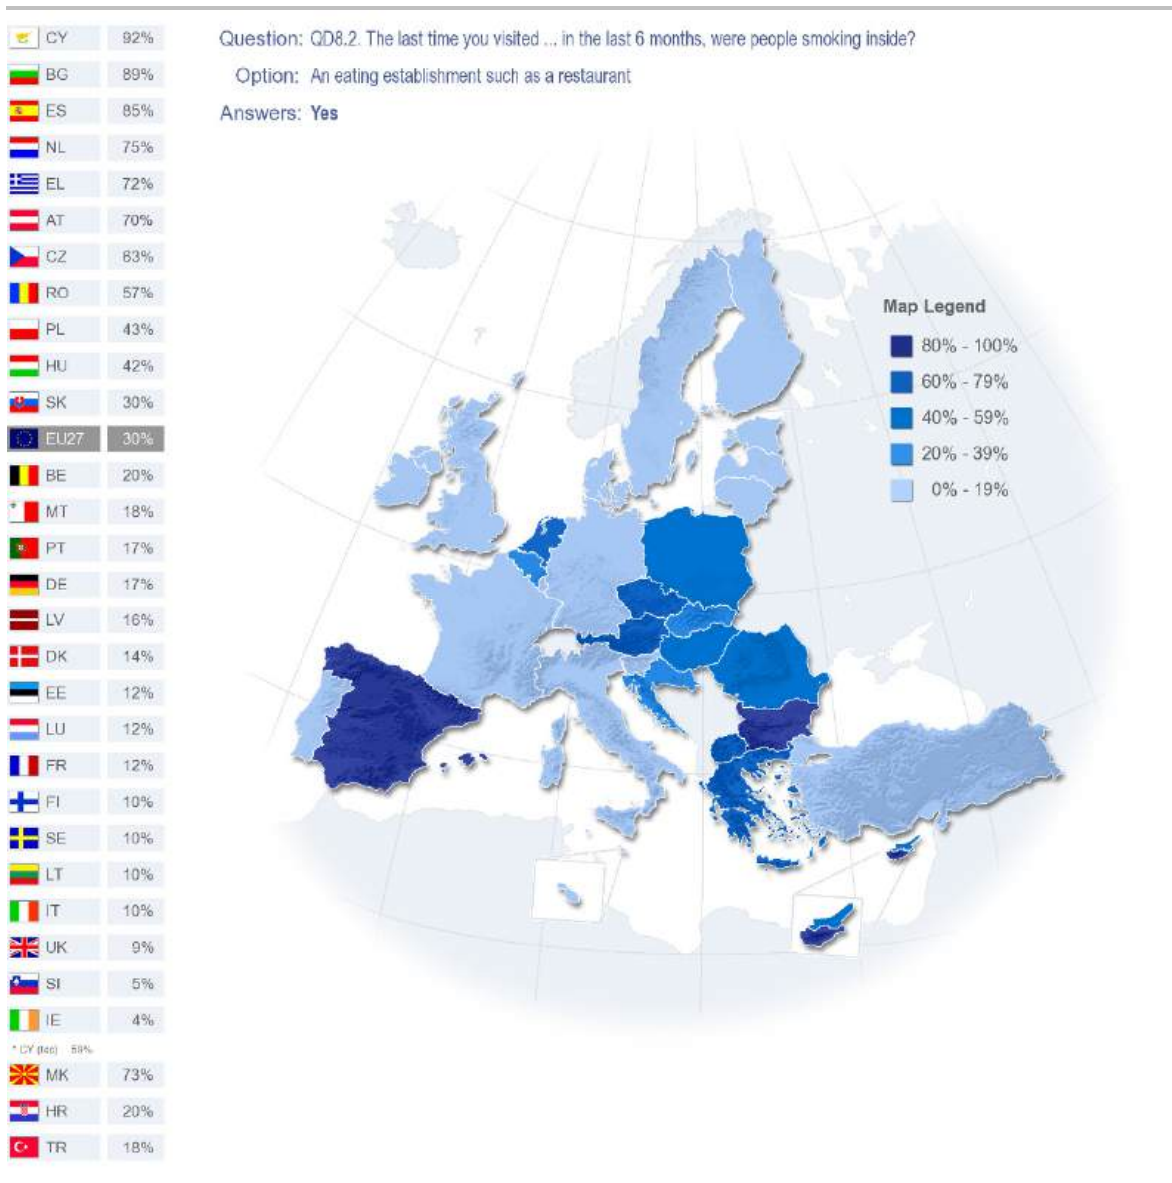 CY 92%
Question: QD8.2. The last time you visited ... in the last 6 months, were people smoking inside?
BG 89%
Option: An eating establishment such as a restaurant
ES 85%
Answers: Yes
NL 75%
EL 72%
AT 70%
CZ 63%
RO 57%
PL 43%
HU 42%
SK 30%
EU27 30%
BE 20%
MT 18%
PT 17%
DE 17%
LV 16%
DK 14%
EE 12%
LU 12%
FR 12%
FI 10%
SE 10%
LT 10%
IT 10%
UK 9%
SI 5%
IE 4%
* CY (tcc) 59%
MK 73%
HR 20%
TR 18%
Map Legend
80% - 100%
60% - 79%
40% - 59%
20% - 39%
0% - 19%